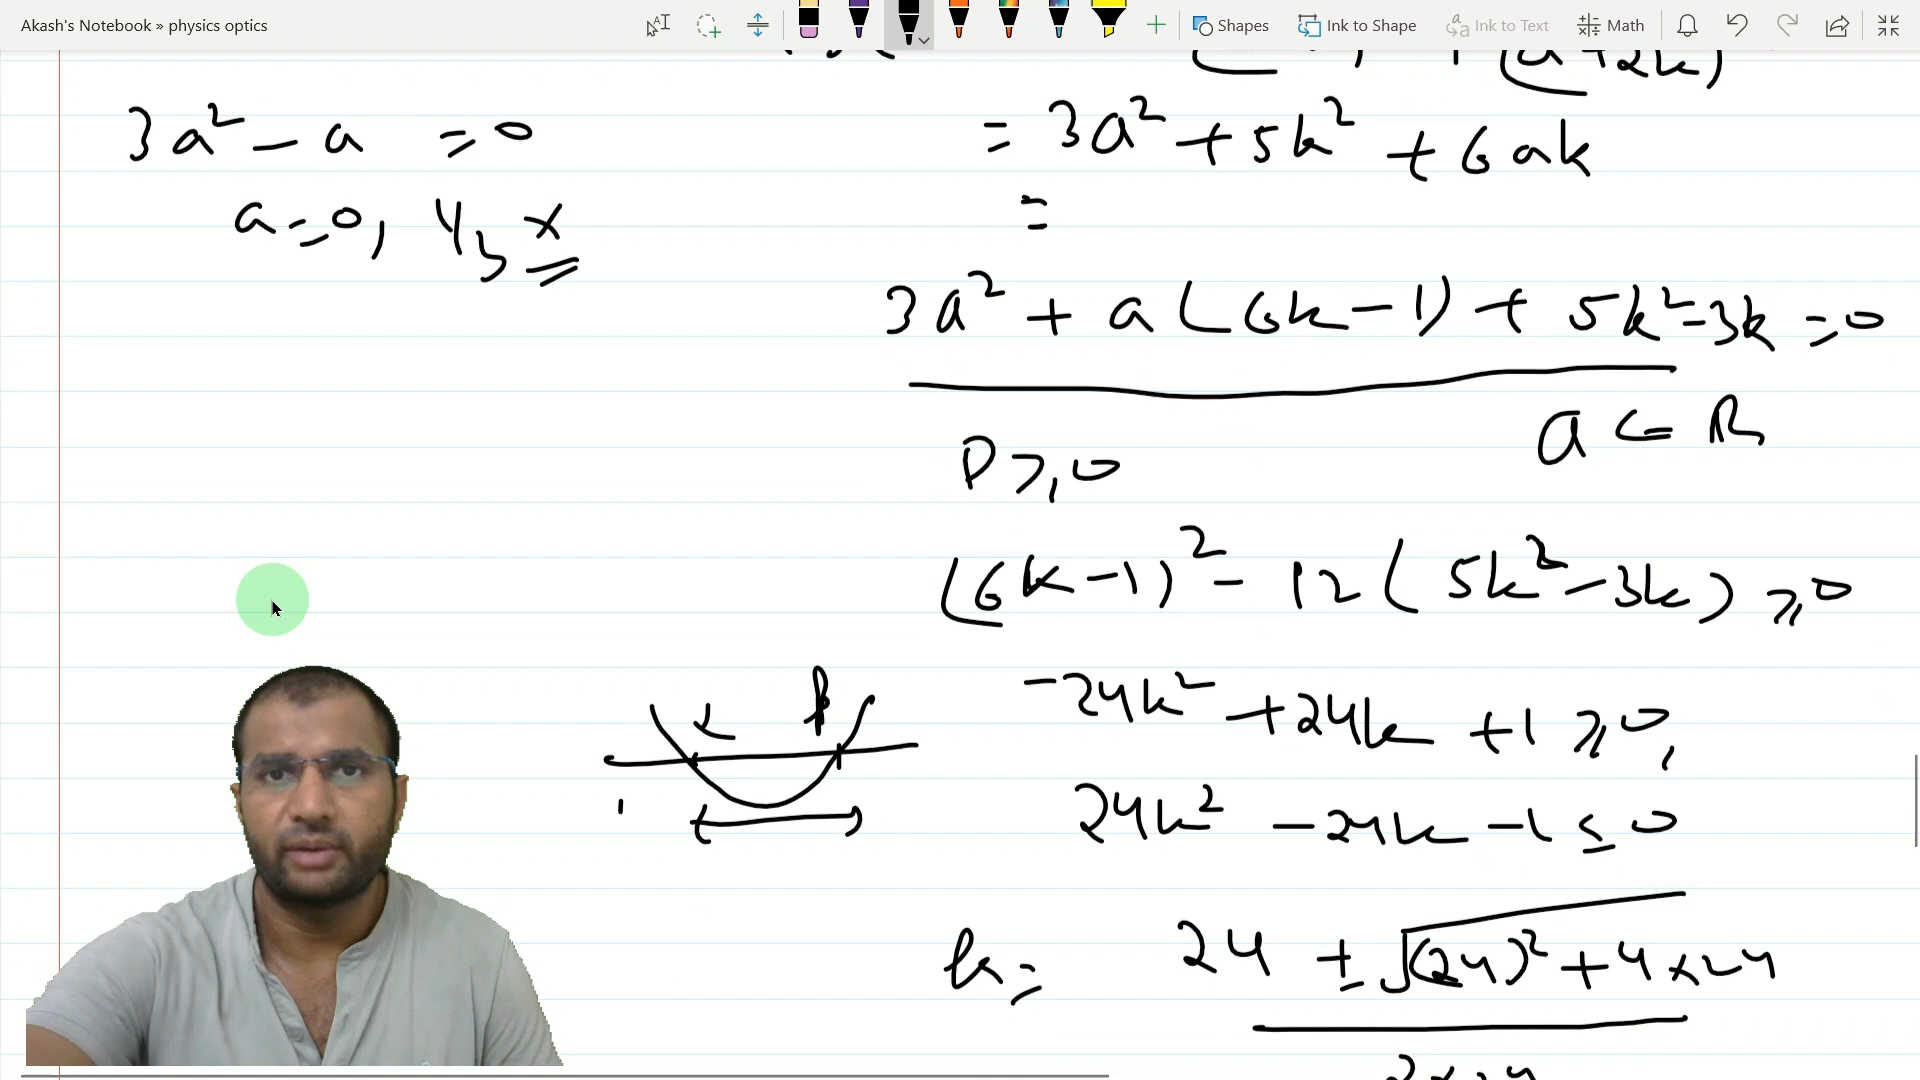 Akash's Notebook » physics optics
Shapes Ink to Shape Ink to Text Math
(a+2k)
3a² - a = 0
= 3a² + 5k² + 6ak
a = 0, 1/3 x
=
3a² + a(6k-1) + 5k² - 3k = 0
a ∈ R
D ≥ 0
(6k-1)² - 12(5k² - 3k) ≥ 0
α β
-24k² + 24k + 1 ≥ 0,
24k² - 24k - 1 ≤ 0
k = 24 ± √(24)² + 4×24